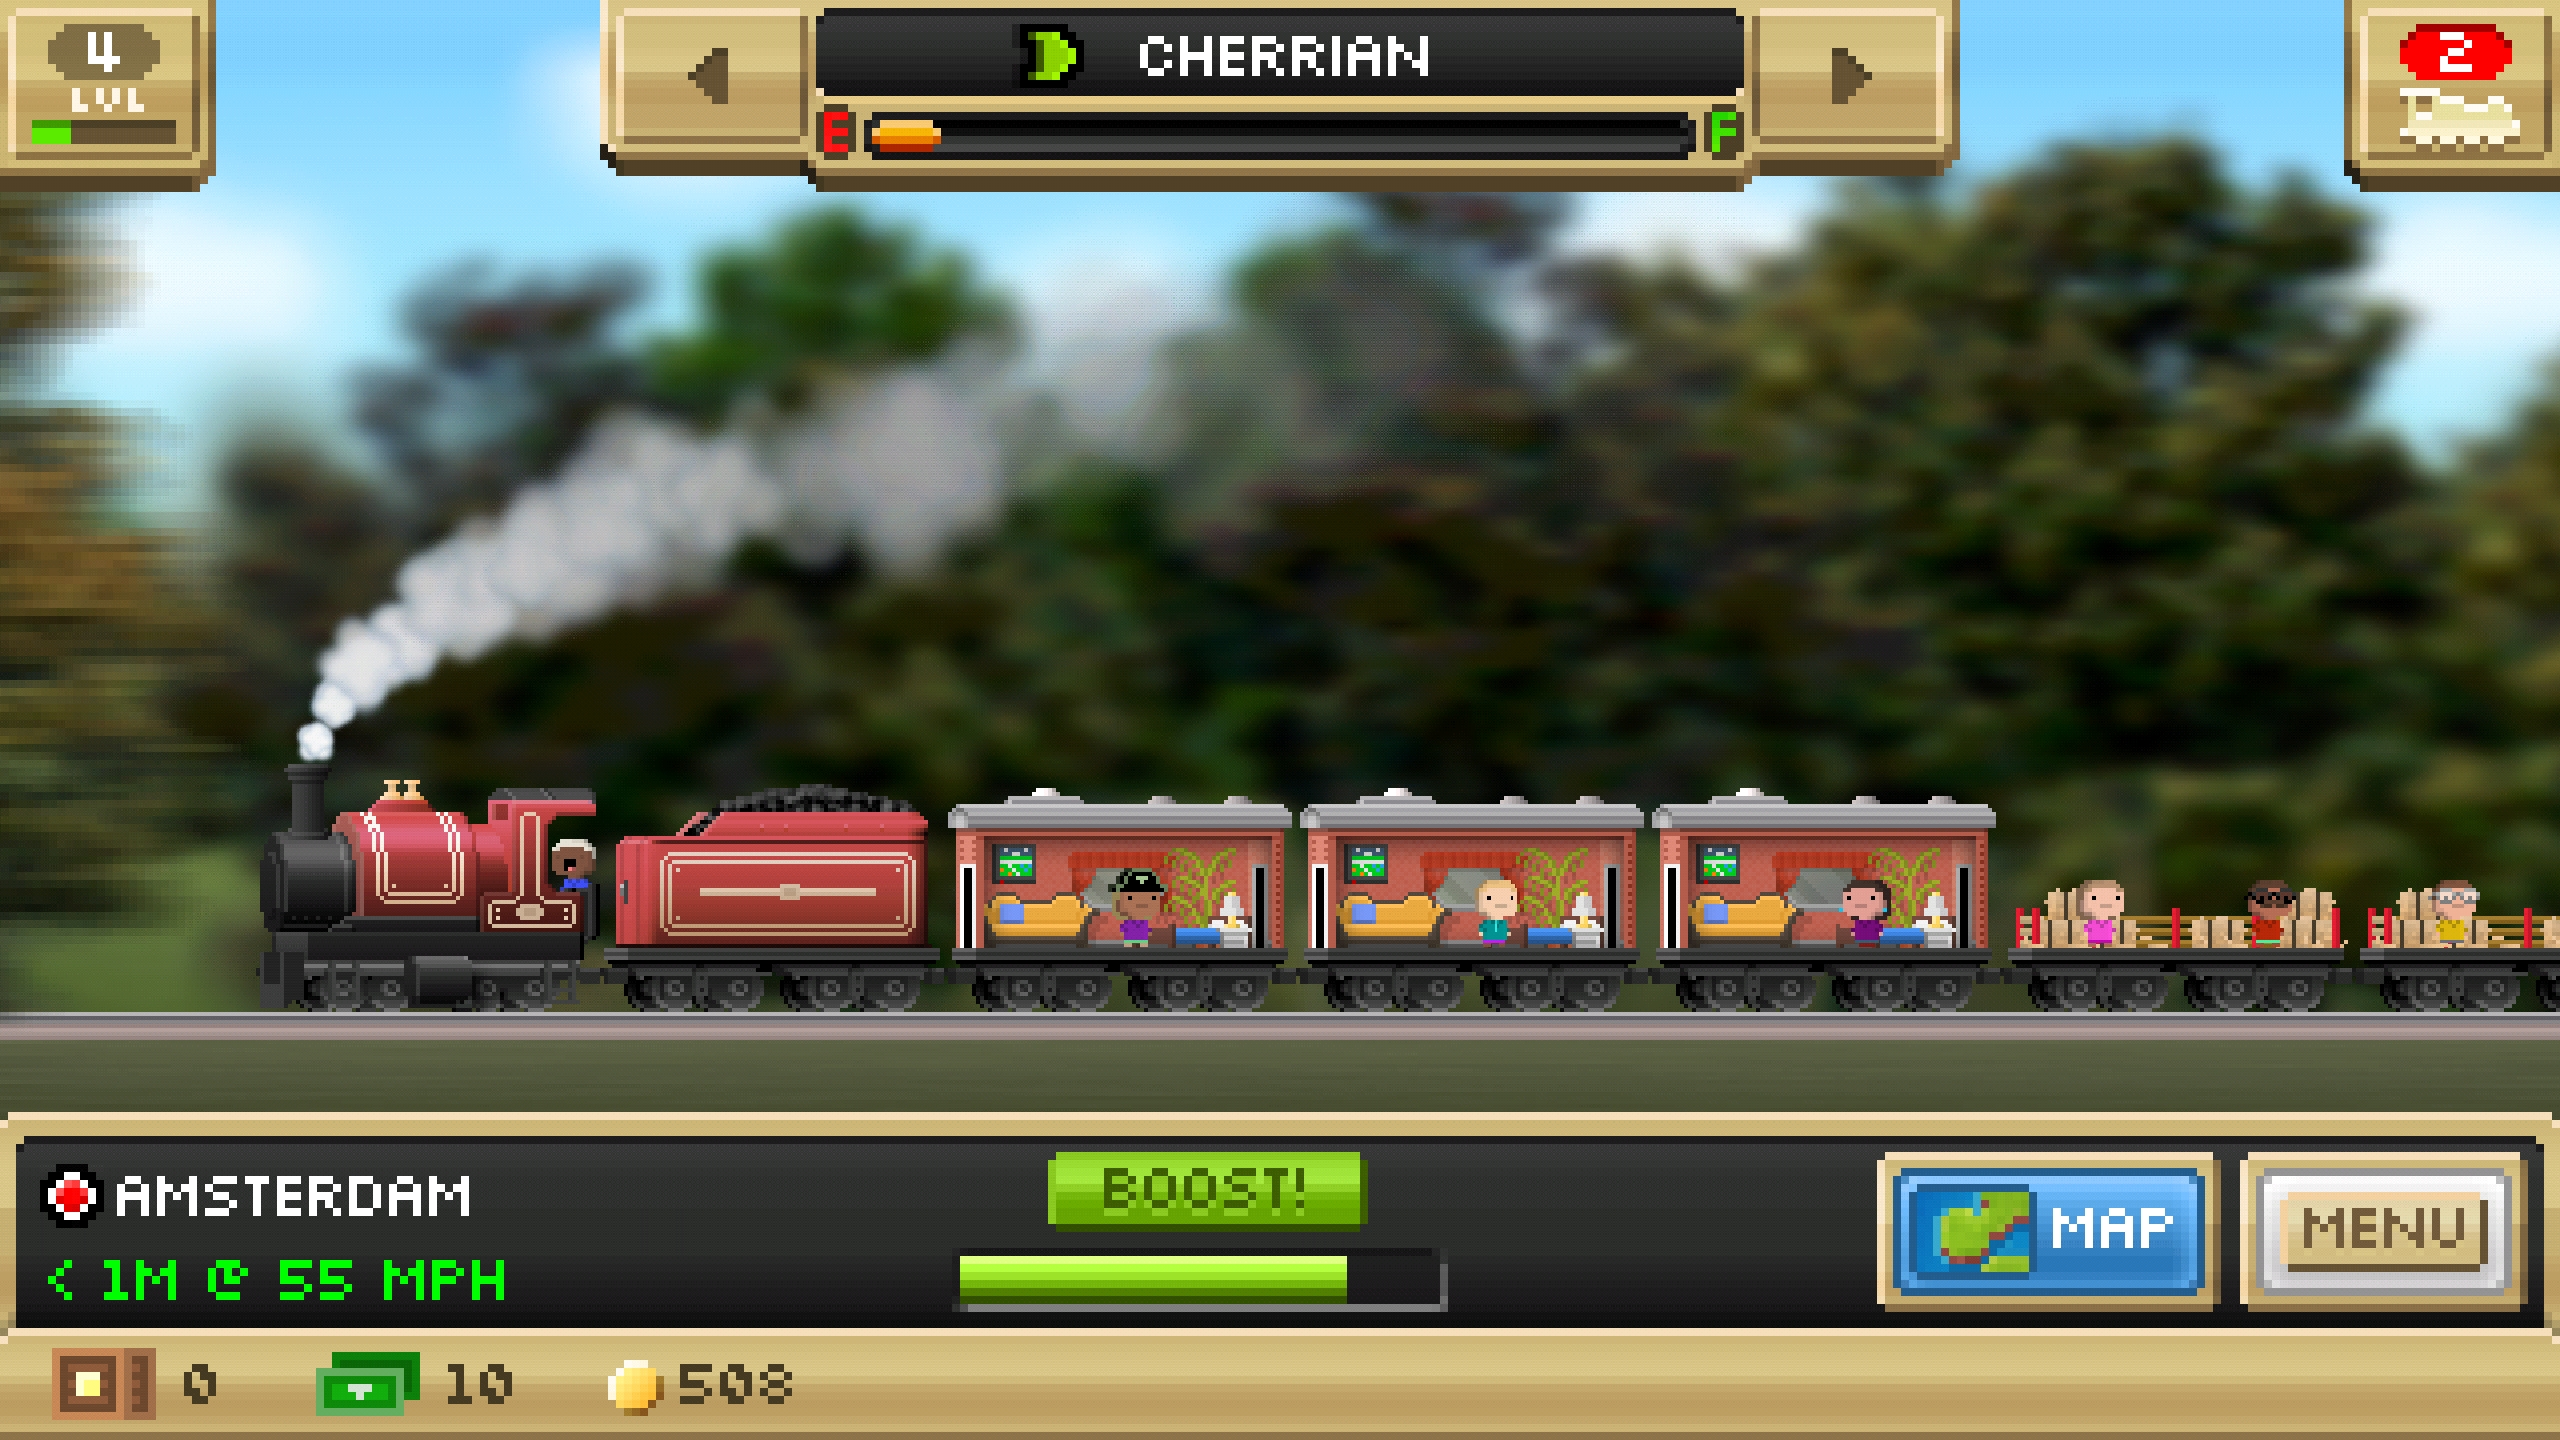 4
LVL
CHERRIAN
E F
2
AMSTERDAM
BOOST!
< 1M @ 55 MPH
MAP
MENU
0 10 508